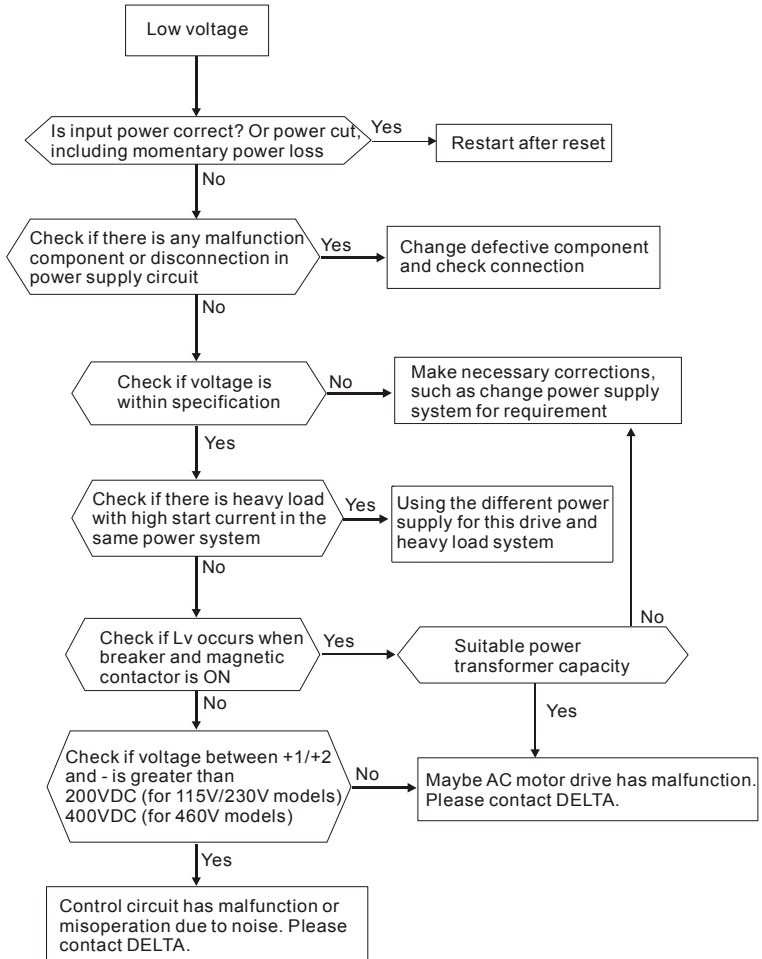 Low voltage
Is input power correct? Or power cut,
including momentary power loss
Yes
Restart after reset
No
Check if there is any malfunction
component or disconnection in
power supply circuit
Yes
Change defective component
and check connection
No
Check if voltage is
within specification
No
Make necessary corrections,
such as change power supply
system for requirement
Yes
Check if there is heavy load
with high start current in the
same power system
Yes
Using the different power
supply for this drive and
heavy load system
No
Check if Lv occurs when
breaker and magnetic
contactor is ON
Yes
Suitable power
transformer capacity
No
No
Yes
Check if voltage between +1/+2
and - is greater than
200VDC (for 115V/230V models)
400VDC (for 460V models)
No
Maybe AC motor drive has malfunction.
Please contact DELTA.
Yes
Control circuit has malfunction or
misoperation due to noise. Please
contact DELTA.